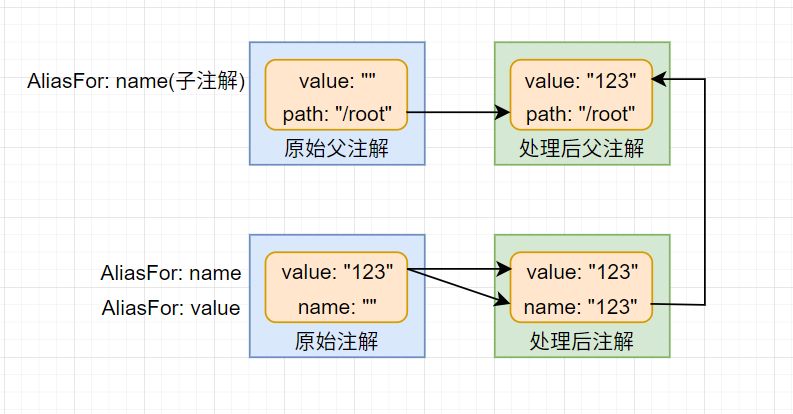 AliasFor: name(子注解)
value: ""
path: "/root"
原始父注解
value: "123"
path: "/root"
处理后父注解
AliasFor: name
AliasFor: value
value: "123"
name: ""
原始注解
value: "123"
name: "123"
处理后注解